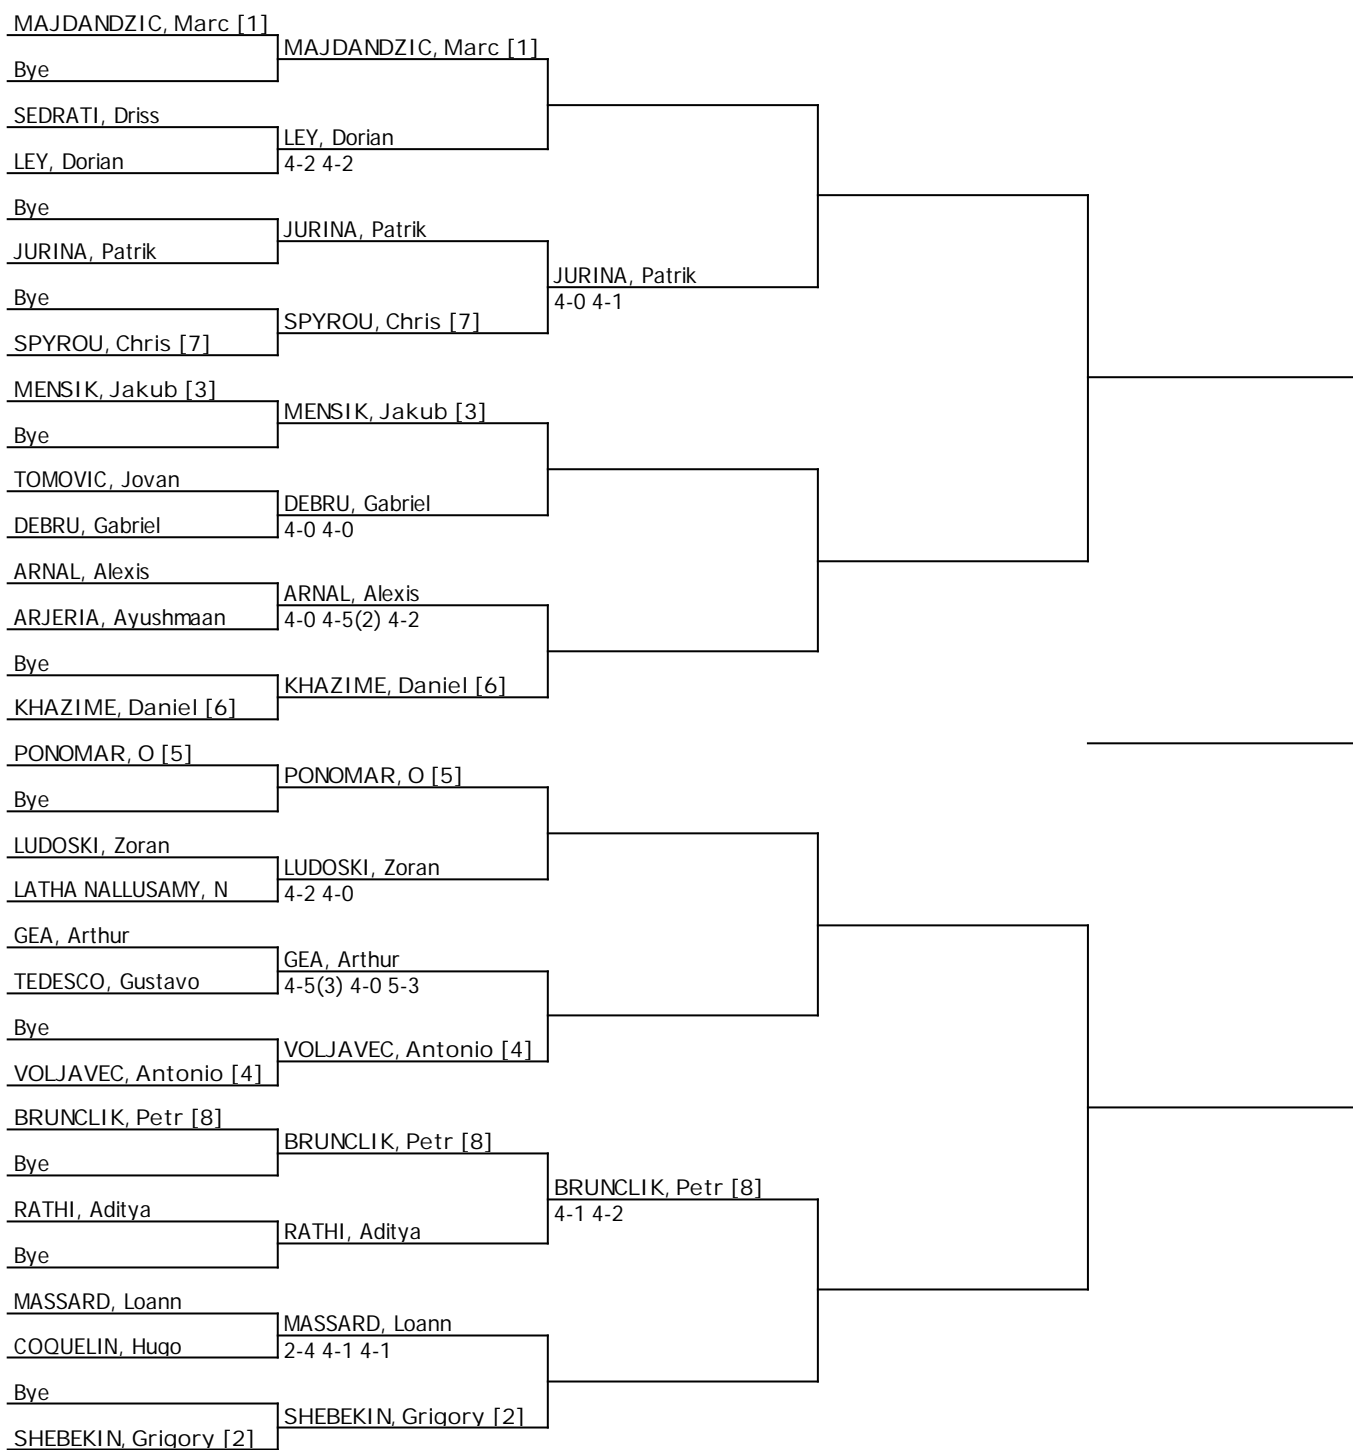 MAJDANDZIC, Marc [1]
Bye
SEDRATI, Driss
LEY, Dorian
Bye
JURINA, Patrik
Bye
SPYROU, Chris [7]
MENSIK, Jakub [3]
Bye
TOMOVIC, Jovan
DEBRU, Gabriel
ARNAL, Alexis
ARJERIA, Ayushmaan
Bye
KHAZIME, Daniel [6]
PONOMAR, O [5]
Bye
LUDOSKI, Zoran
LATHA NALLUSAMY, N
GEA, Arthur
TEDESCO, Gustavo
Bye
VOLJAVEC, Antonio [4]
BRUNCLIK, Petr [8]
Bye
RATHI, Aditya
Bye
MASSARD, Loann
COQUELIN, Hugo
Bye
SHEBEKIN, Grigory [2]
MAJDANDZIC, Marc [1]
LEY, Dorian
4-2 4-2
JURINA, Patrik
SPYROU, Chris [7]
MENSIK, Jakub [3]
DEBRU, Gabriel
4-0 4-0
ARNAL, Alexis
4-0 4-5(2) 4-2
KHAZIME, Daniel [6]
PONOMAR, O [5]
LUDOSKI, Zoran
4-2 4-0
GEA, Arthur
4-5(3) 4-0 5-3
VOLJAVEC, Antonio [4]
BRUNCLIK, Petr [8]
RATHI, Aditya
MASSARD, Loann
2-4 4-1 4-1
SHEBEKIN, Grigory [2]
JURINA, Patrik
4-0 4-1
BRUNCLIK, Petr [8]
4-1 4-2